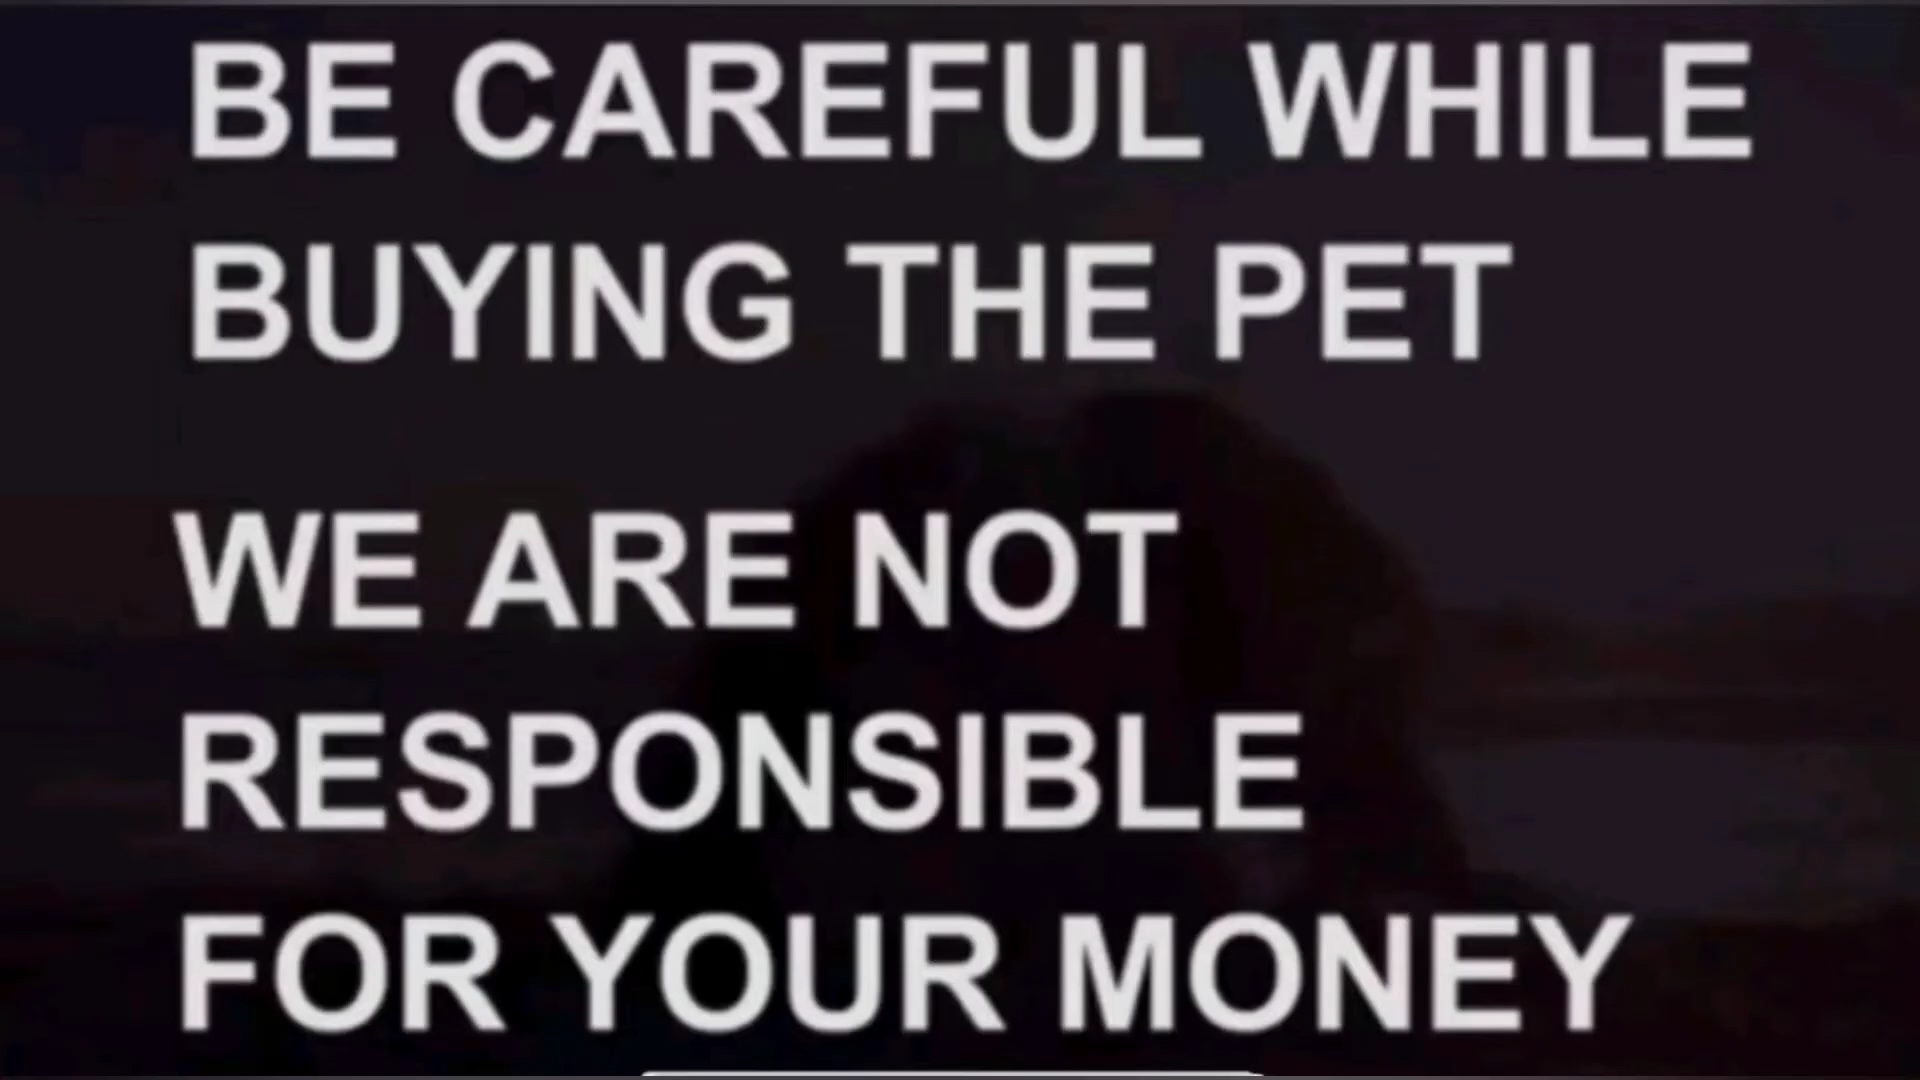 BE CAREFUL WHILE
BUYING THE PET
WE ARE NOT
RESPONSIBLE
FOR YOUR MONEY